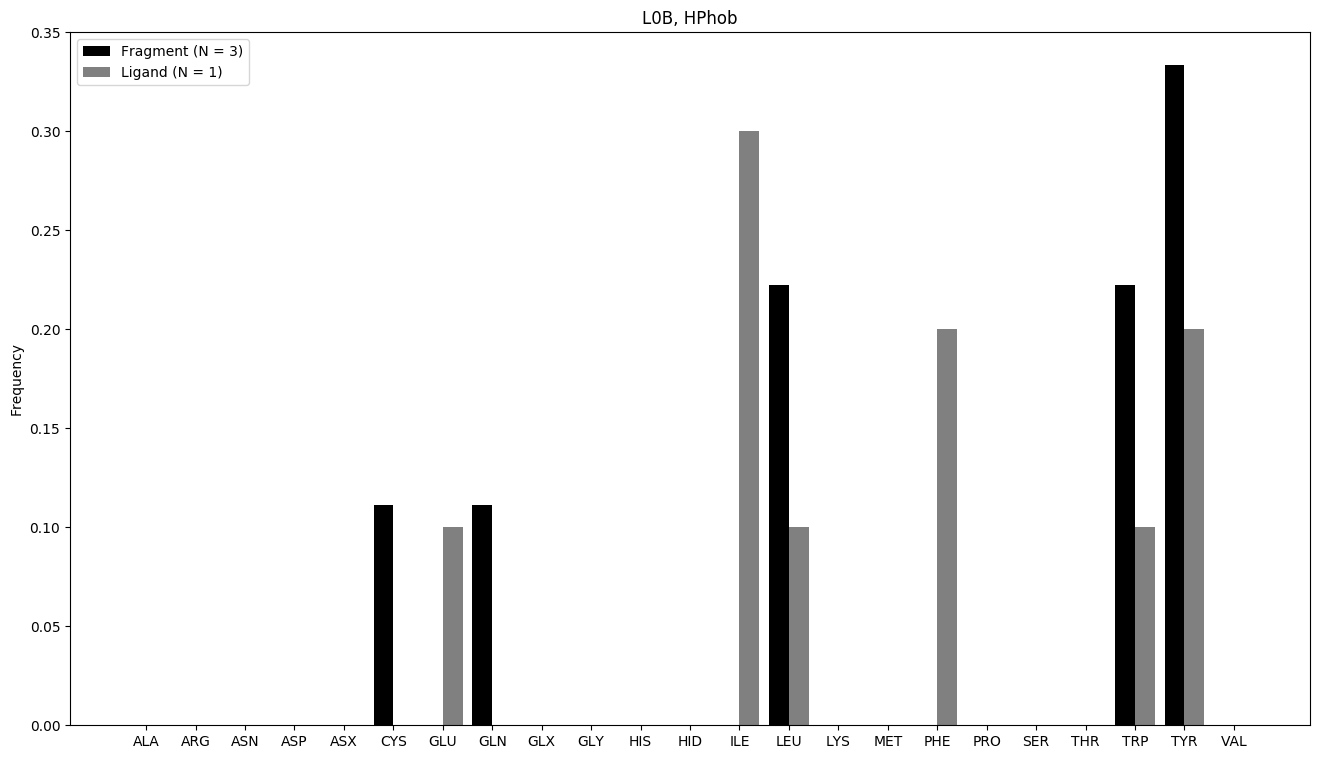 L0B, HPhob
Fragment (N = 3)
Ligand (N = 1)
Frequency
0.35
0.30
0.25
0.20
0.15
0.10
0.05
0.00
ALA ARG ASN ASP ASX CYS GLU GLN GLX GLY HIS HID ILE LEU LYS MET PHE PRO SER THR TRP TYR VAL